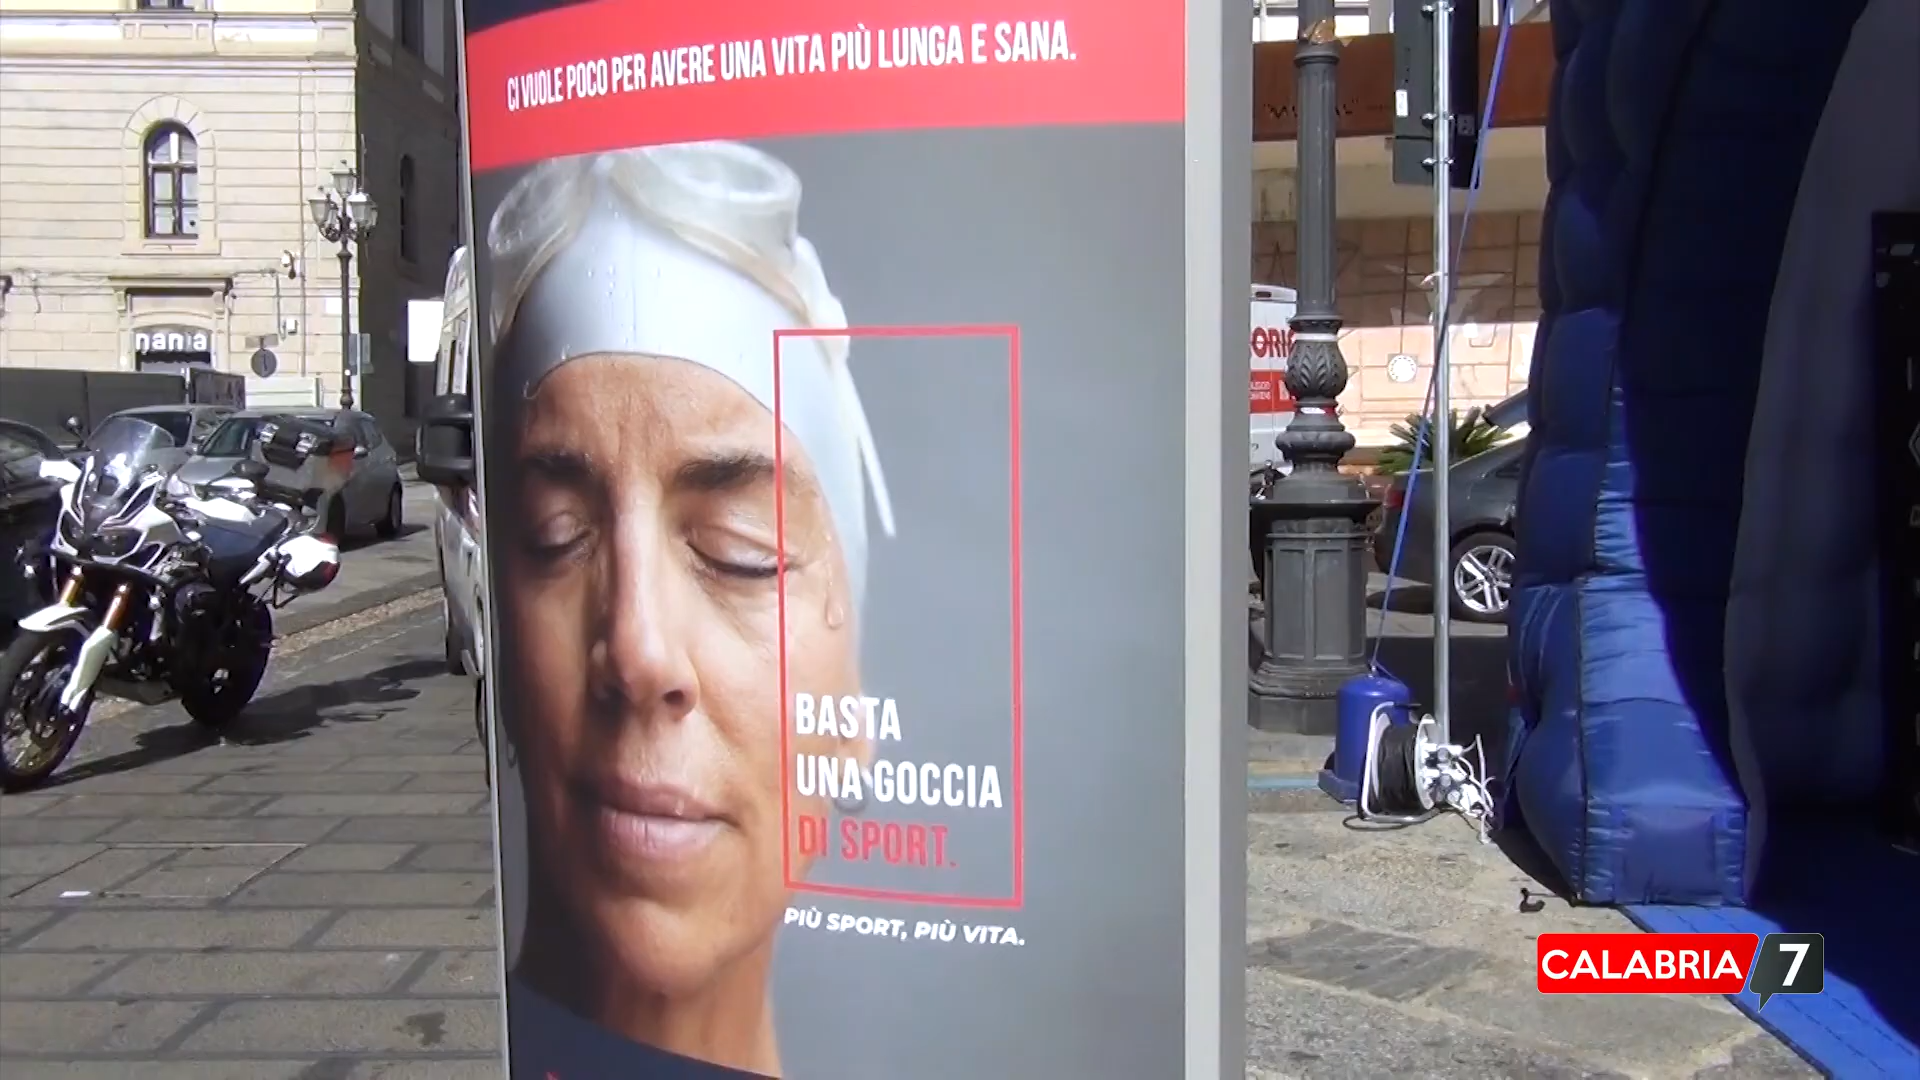 CI VUOLE POCO PER AVERE UNA VITA PIÙ LUNGA E SANA.
nania
BASTA
UNA GOCCIA
DI SPORT.
PIÙ SPORT, PIÙ VITA.
CALABRIA 7